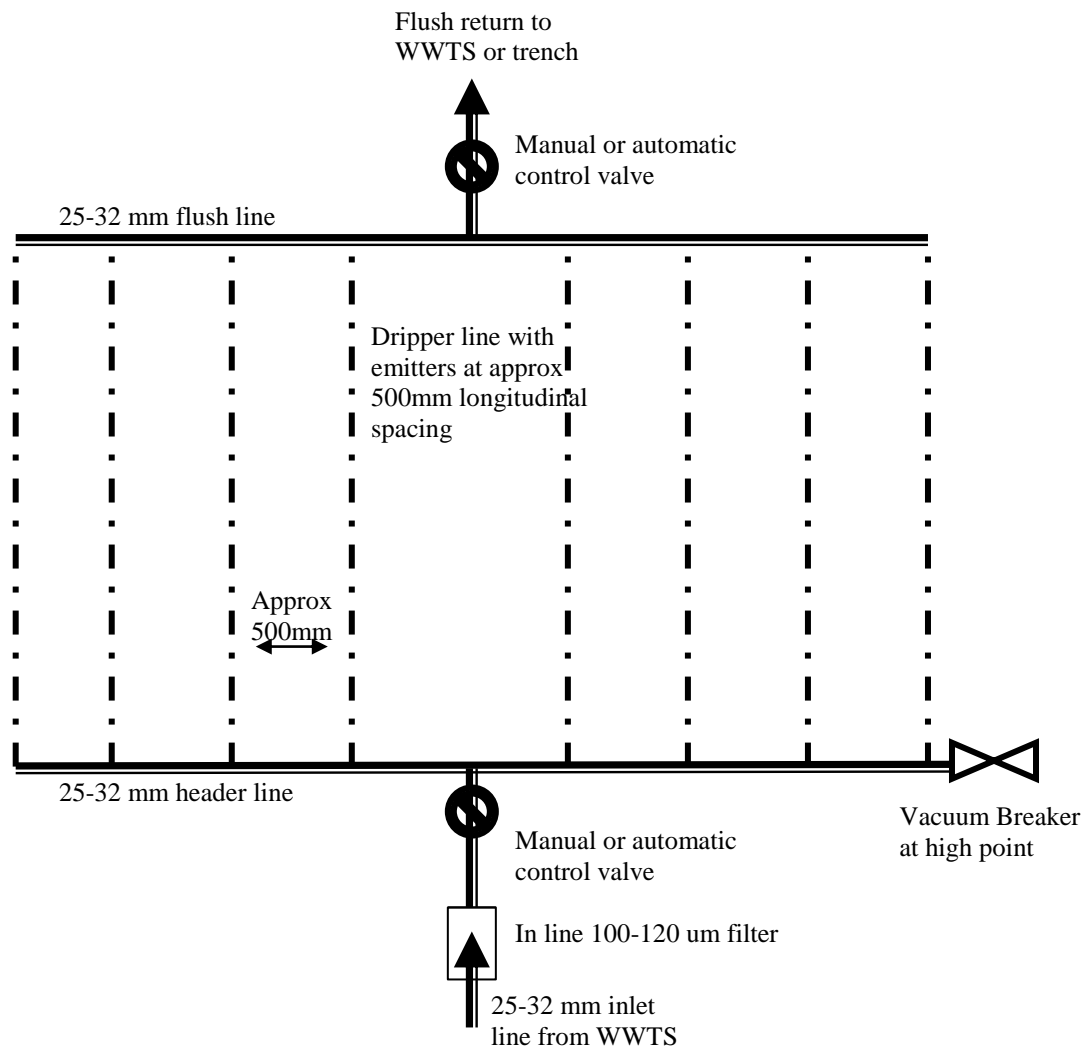 Flush return to
WWTS or trench
Manual or automatic
control valve
25-32 mm flush line
Dripper line with
emitters at approx
500mm longitudinal
spacing
Approx
500mm
25-32 mm header line
Vacuum Breaker
at high point
Manual or automatic
control valve
In line 100-120 um filter
25-32 mm inlet
line from WWTS